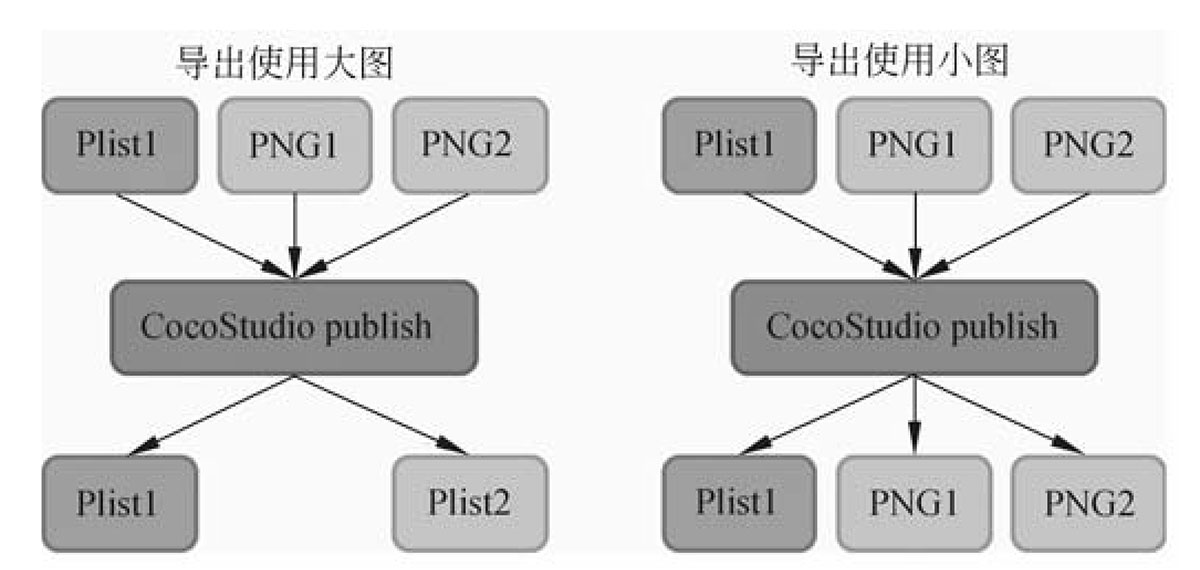 导出使用大图
Plist1
PNG1
PNG2
CocoStudio publish
Plist1
Plist2
导出使用小图
Plist1
PNG1
PNG2
CocoStudio publish
Plist1
PNG1
PNG2